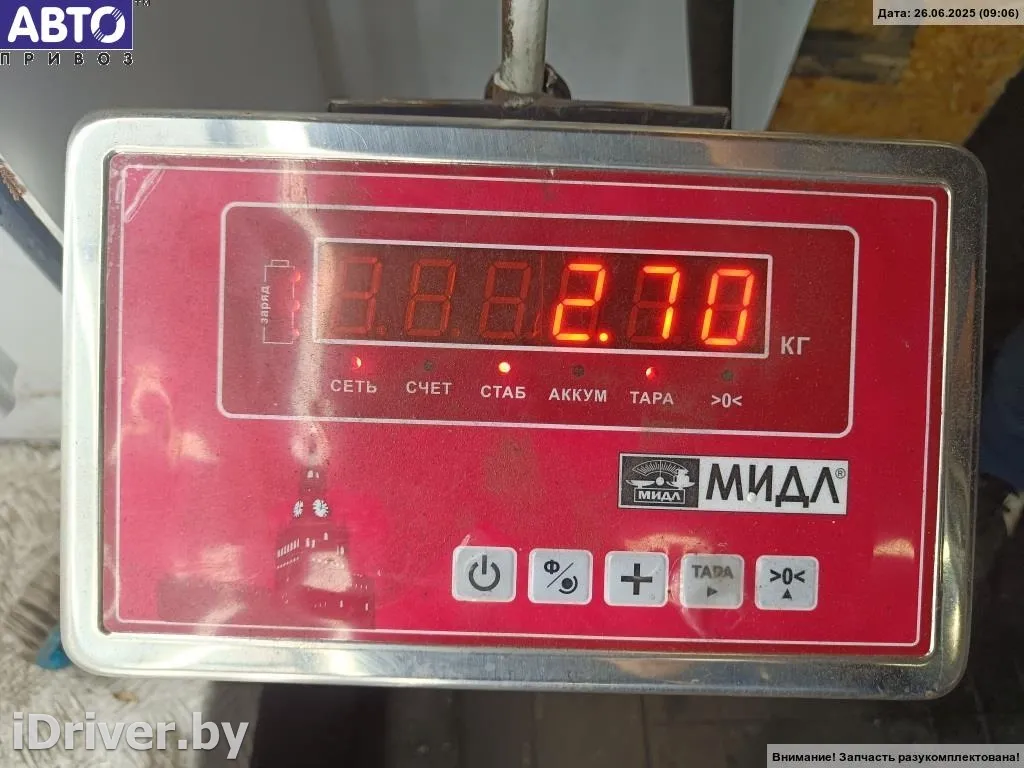 АВТО
ПРИВОЗ
Дата: 26.06.2025 (09:06)
заряд
2.70
КГ
СЕТЬ СЧЕТ СТАБ АККУМ ТАРА >0<
МИДЛ МИДЛ®
Ф ТАРА >0<
iDriver.by
Внимание! Запчасть разукомплектована!